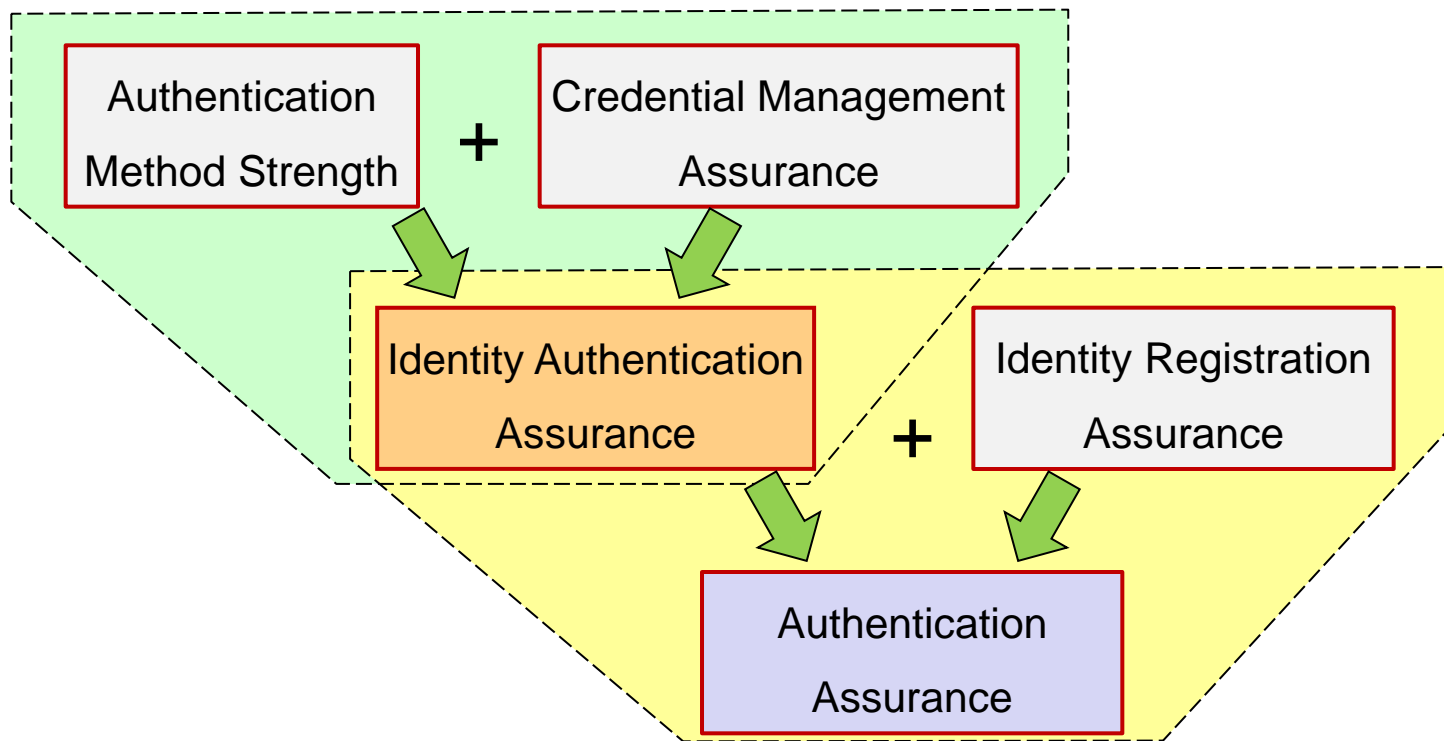 Authentication
Method Strength
+
Credential Management
Assurance
Identity Authentication
Assurance
+
Identity Registration
Assurance
Authentication
Assurance